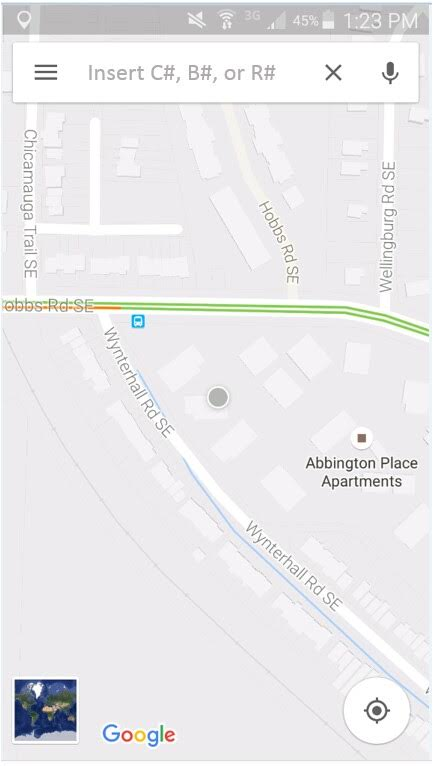 3G 45% 1:23 PM
Insert C#, B#, or R#
Chicamauga Trail SE
Hobbs Rd SE
Wellingburg Rd SE
obbs Rd SE
Wynterhall Rd SE
Abbington Place
Apartments
Wynterhall Rd SE
Google